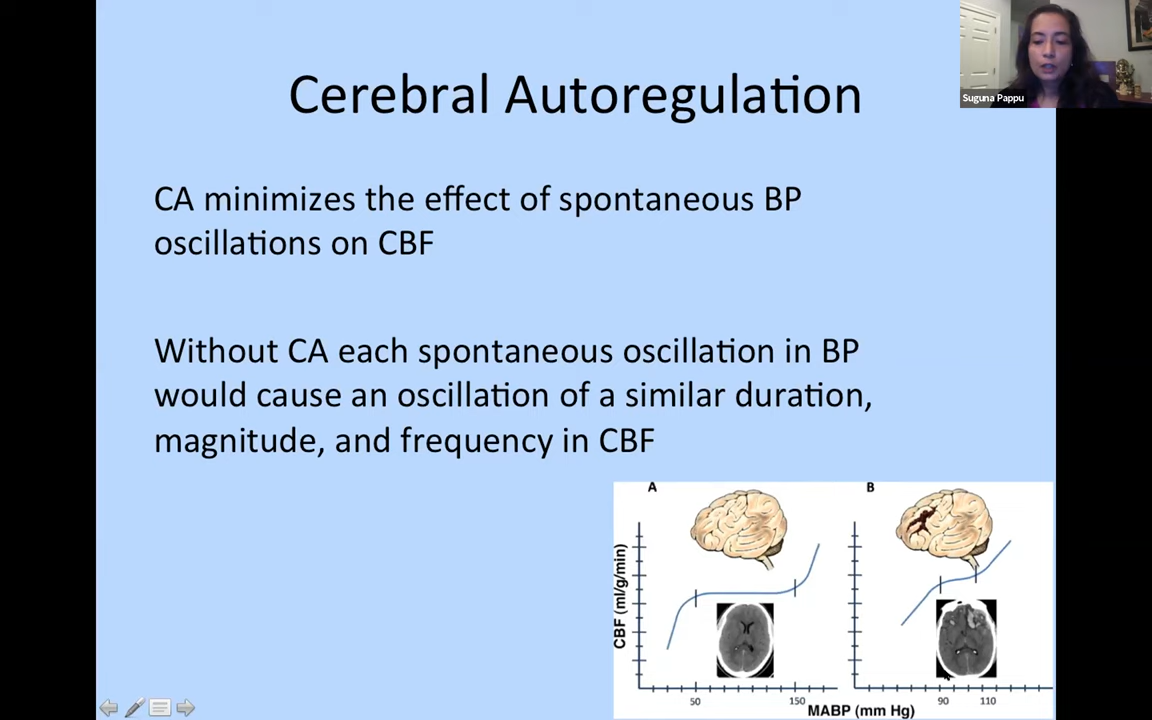 Suguna Pappu
Cerebral Autoregulation
CA minimizes the effect of spontaneous BP
oscillations on CBF
Without CA each spontaneous oscillation in BP
would cause an oscillation of a similar duration,
magnitude, and frequency in CBF
A
B
CBF (ml/g/min)
50
150
90
110
MABP (mm Hg)